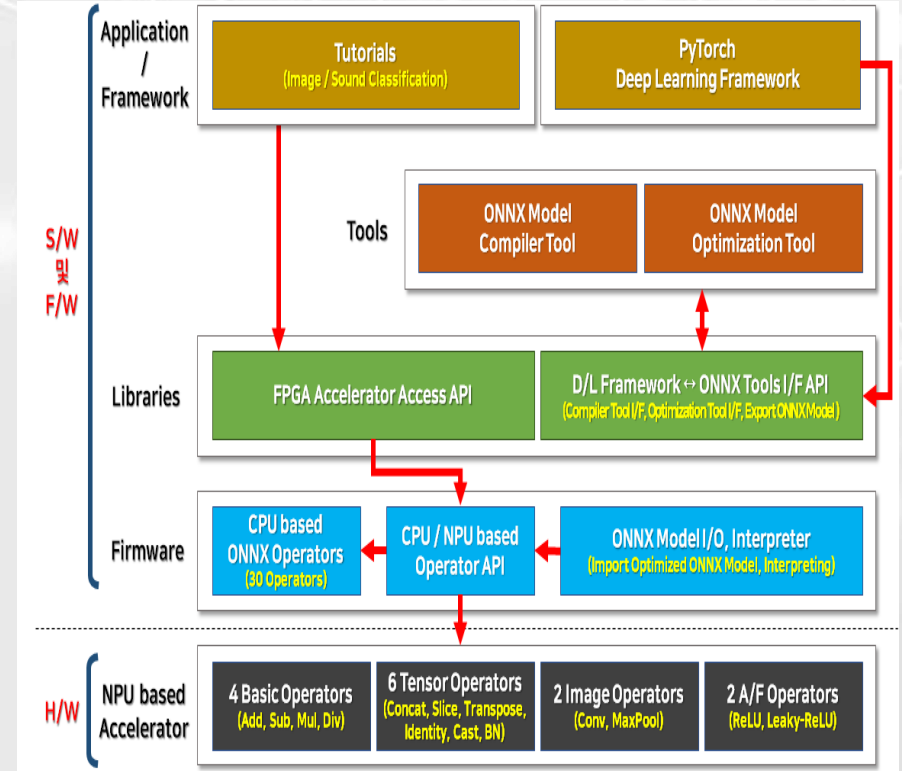 Application
/
Framework
Tutorials
(Image / Sound Classification)
PyTorch
Deep Learning Framework
S/W
및
F/W
Tools
ONNX Model
Compiler Tool
ONNX Model
Optimization Tool
Libraries
FPGA Accelerator Access API
D/L Framework ↔ ONNX Tools I/F API
(Compiler Tool I/F, Optimization Tool I/F, Export ONNX Model)
Firmware
CPU based
ONNX Operators
(30 Operators)
CPU / NPU based
Operator API
ONNX Model I/O, Interpreter
(Import Optimized ONNX Model, Interpreting)
H/W
NPU based
Accelerator
4 Basic Operators
(Add, Sub, Mul, Div)
6 Tensor Operators
(Concat, Slice, Transpose,
Identity, Cast, BN)
2 Image Operators
(Conv, MaxPool)
2 A/F Operators
(ReLU, Leaky-ReLU)